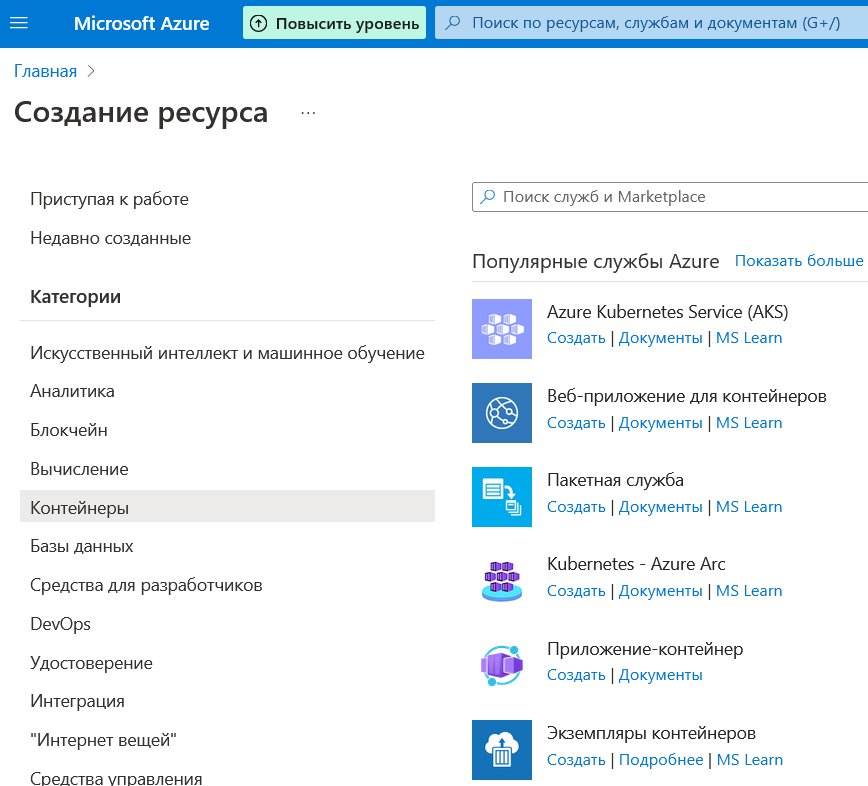 Microsoft Azure
Повысить уровень
Поиск по ресурсам, службам и документам (G+/)
Главная
Создание ресурса ...
Приступая к работе
Недавно созданные
Категории
Искусственный интеллект и машинное обучение
Аналитика
Блокчейн
Вычисление
Контейнеры
Базы данных
Средства для разработчиков
DevOps
Удостоверение
Интеграция
"Интернет вещей"
Средства управления
Поиск служб и Marketplace
Популярные службы Azure Показать больше
Azure Kubernetes Service (AKS)
Создать | Документы | MS Learn
Веб-приложение для контейнеров
Создать | Документы | MS Learn
Пакетная служба
Создать | Документы | MS Learn
Kubernetes - Azure Arc
Создать | Документы | MS Learn
Приложение-контейнер
Создать | Документы
Экземпляры контейнеров
Создать | Подробнее | MS Learn